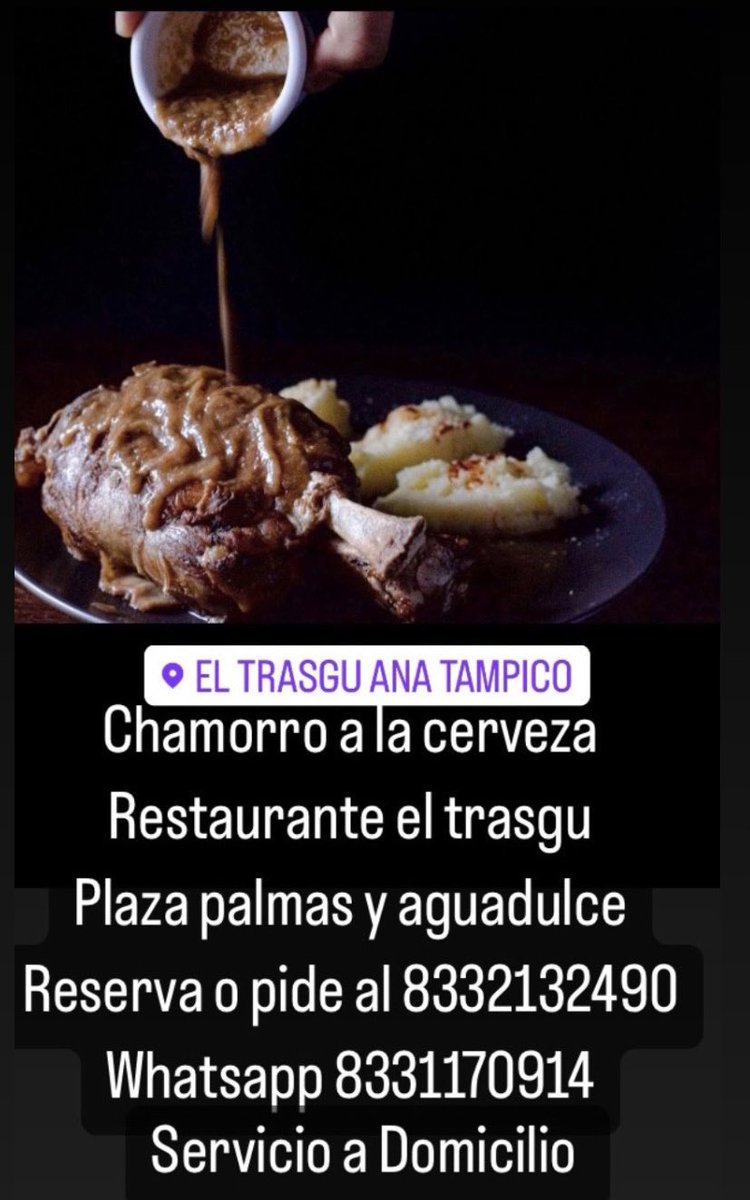 EL TRASGU ANA TAMPICO
Chamorro a la cerveza
Restaurante el trasgu
Plaza palmas y aguadulce
Reserva o pide al 8332132490
Whatsapp 8331170914
Servicio a Domicilio